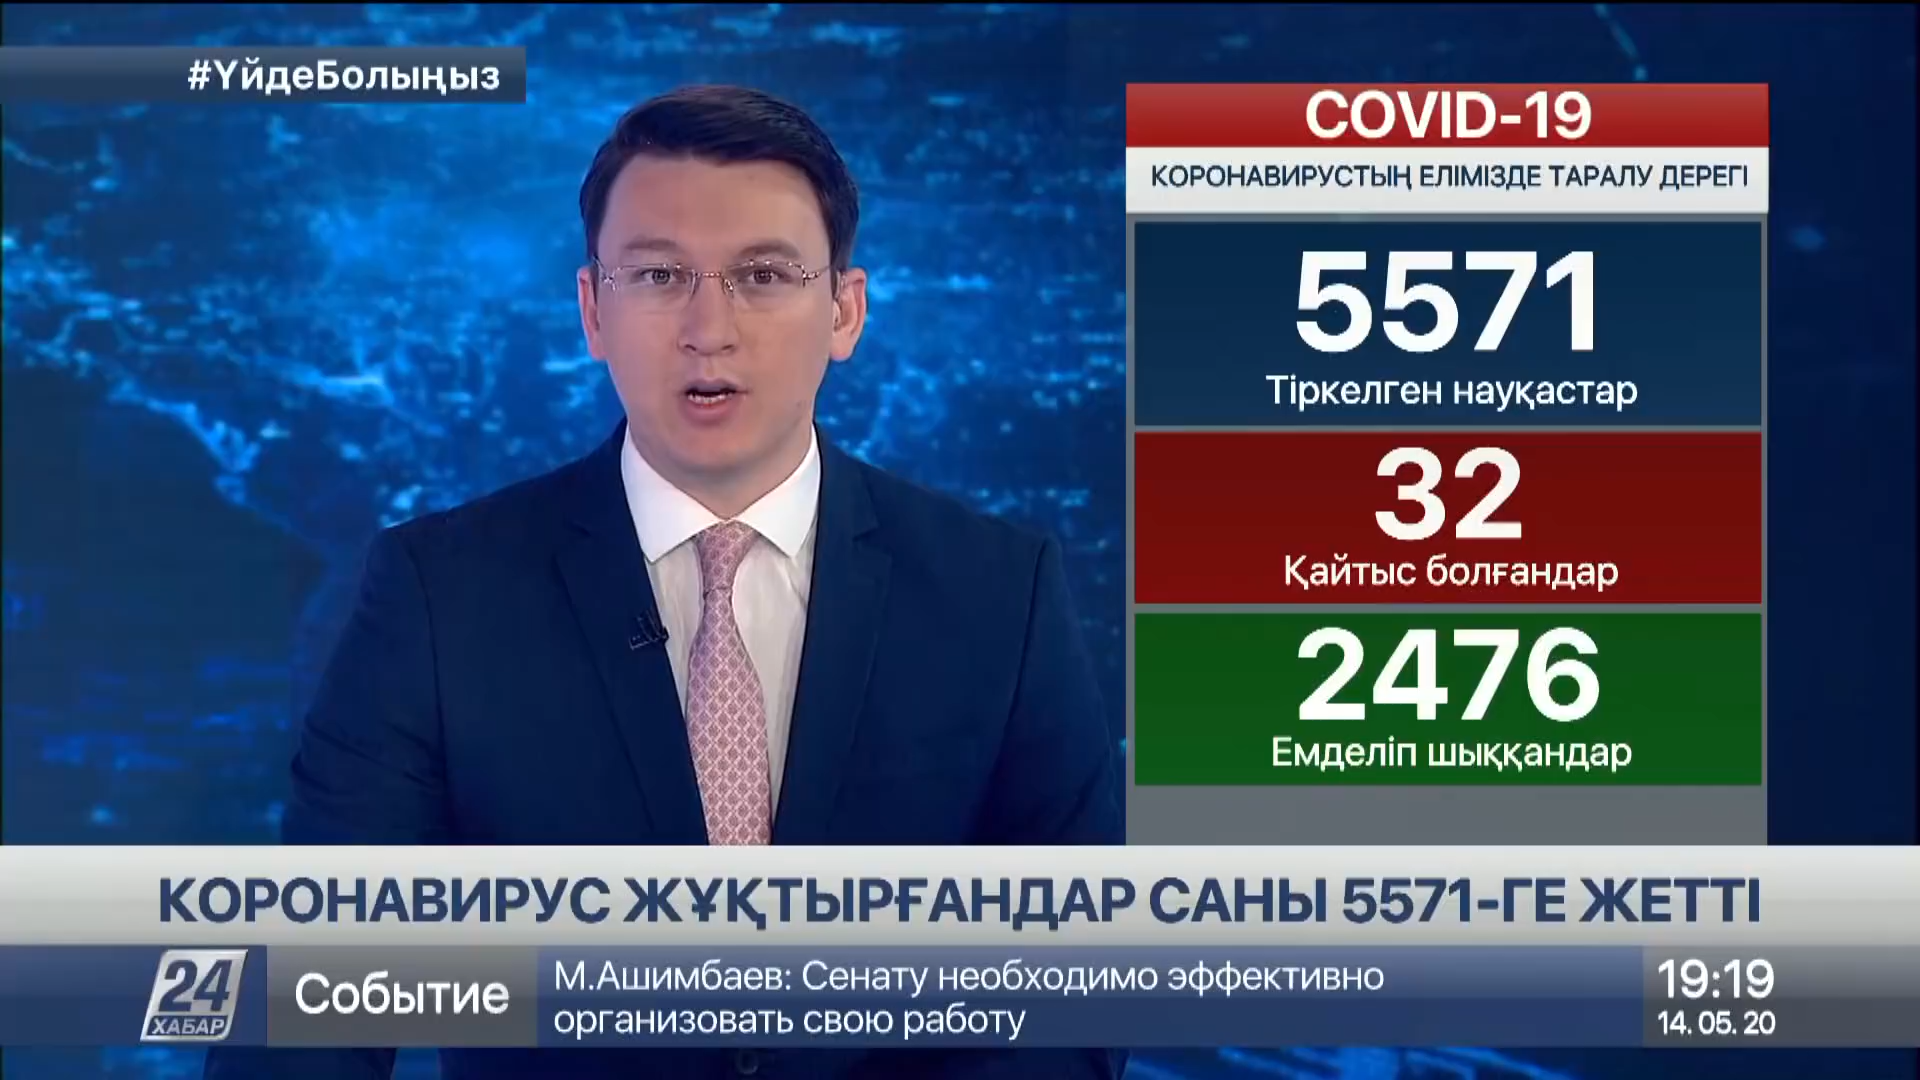 #ҮйдеБолыңыз
COVID-19
КОРОНАВИРУСТЫҢ ЕЛІМІЗДЕ ТАРАЛУ ДЕРЕГІ
5571
Тіркелген науқастар
32
Қайтыс болғандар
2476
Емделіп шыққандар
КОРОНАВИРУС ЖҰҚТЫРҒАНДАР САНЫ 5571-ГЕ ЖЕТТІ
24
ХАБАР
Событие
М.Ашимбаев: Сенату необходимо эффективно
организовать свою работу
19:19
14. 05. 20